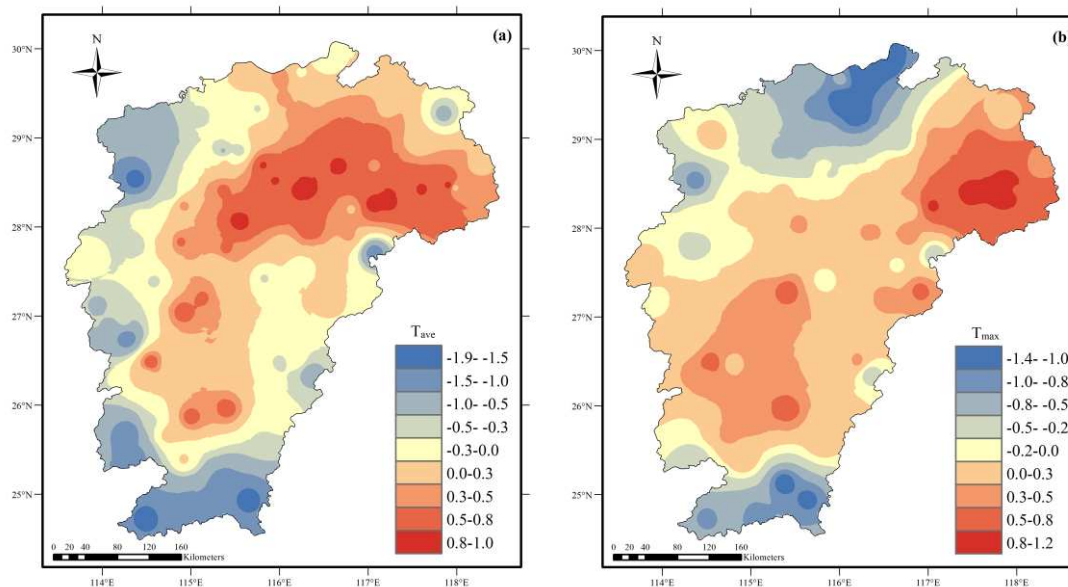 (a)
N
30°N
29°N
28°N
27°N
26°N
25°N
T_ave
-1.9- -1.5
-1.5- -1.0
-1.0- -0.5
-0.5- -0.3
-0.3-0.0
0.0-0.3
0.3-0.5
0.5-0.8
0.8-1.0
0 20 40 80 120 160
Kilometers
114°E 115°E 116°E 117°E 118°E
(b)
N
30°N
29°N
28°N
27°N
26°N
25°N
T_max
-1.4- -1.0
-1.0- -0.8
-0.8- -0.5
-0.5- -0.2
-0.2-0.0
0.0-0.3
0.3-0.5
0.5-0.8
0.8-1.2
0 20 40 80 120 160
Kilometers
114°E 115°E 116°E 117°E 118°E